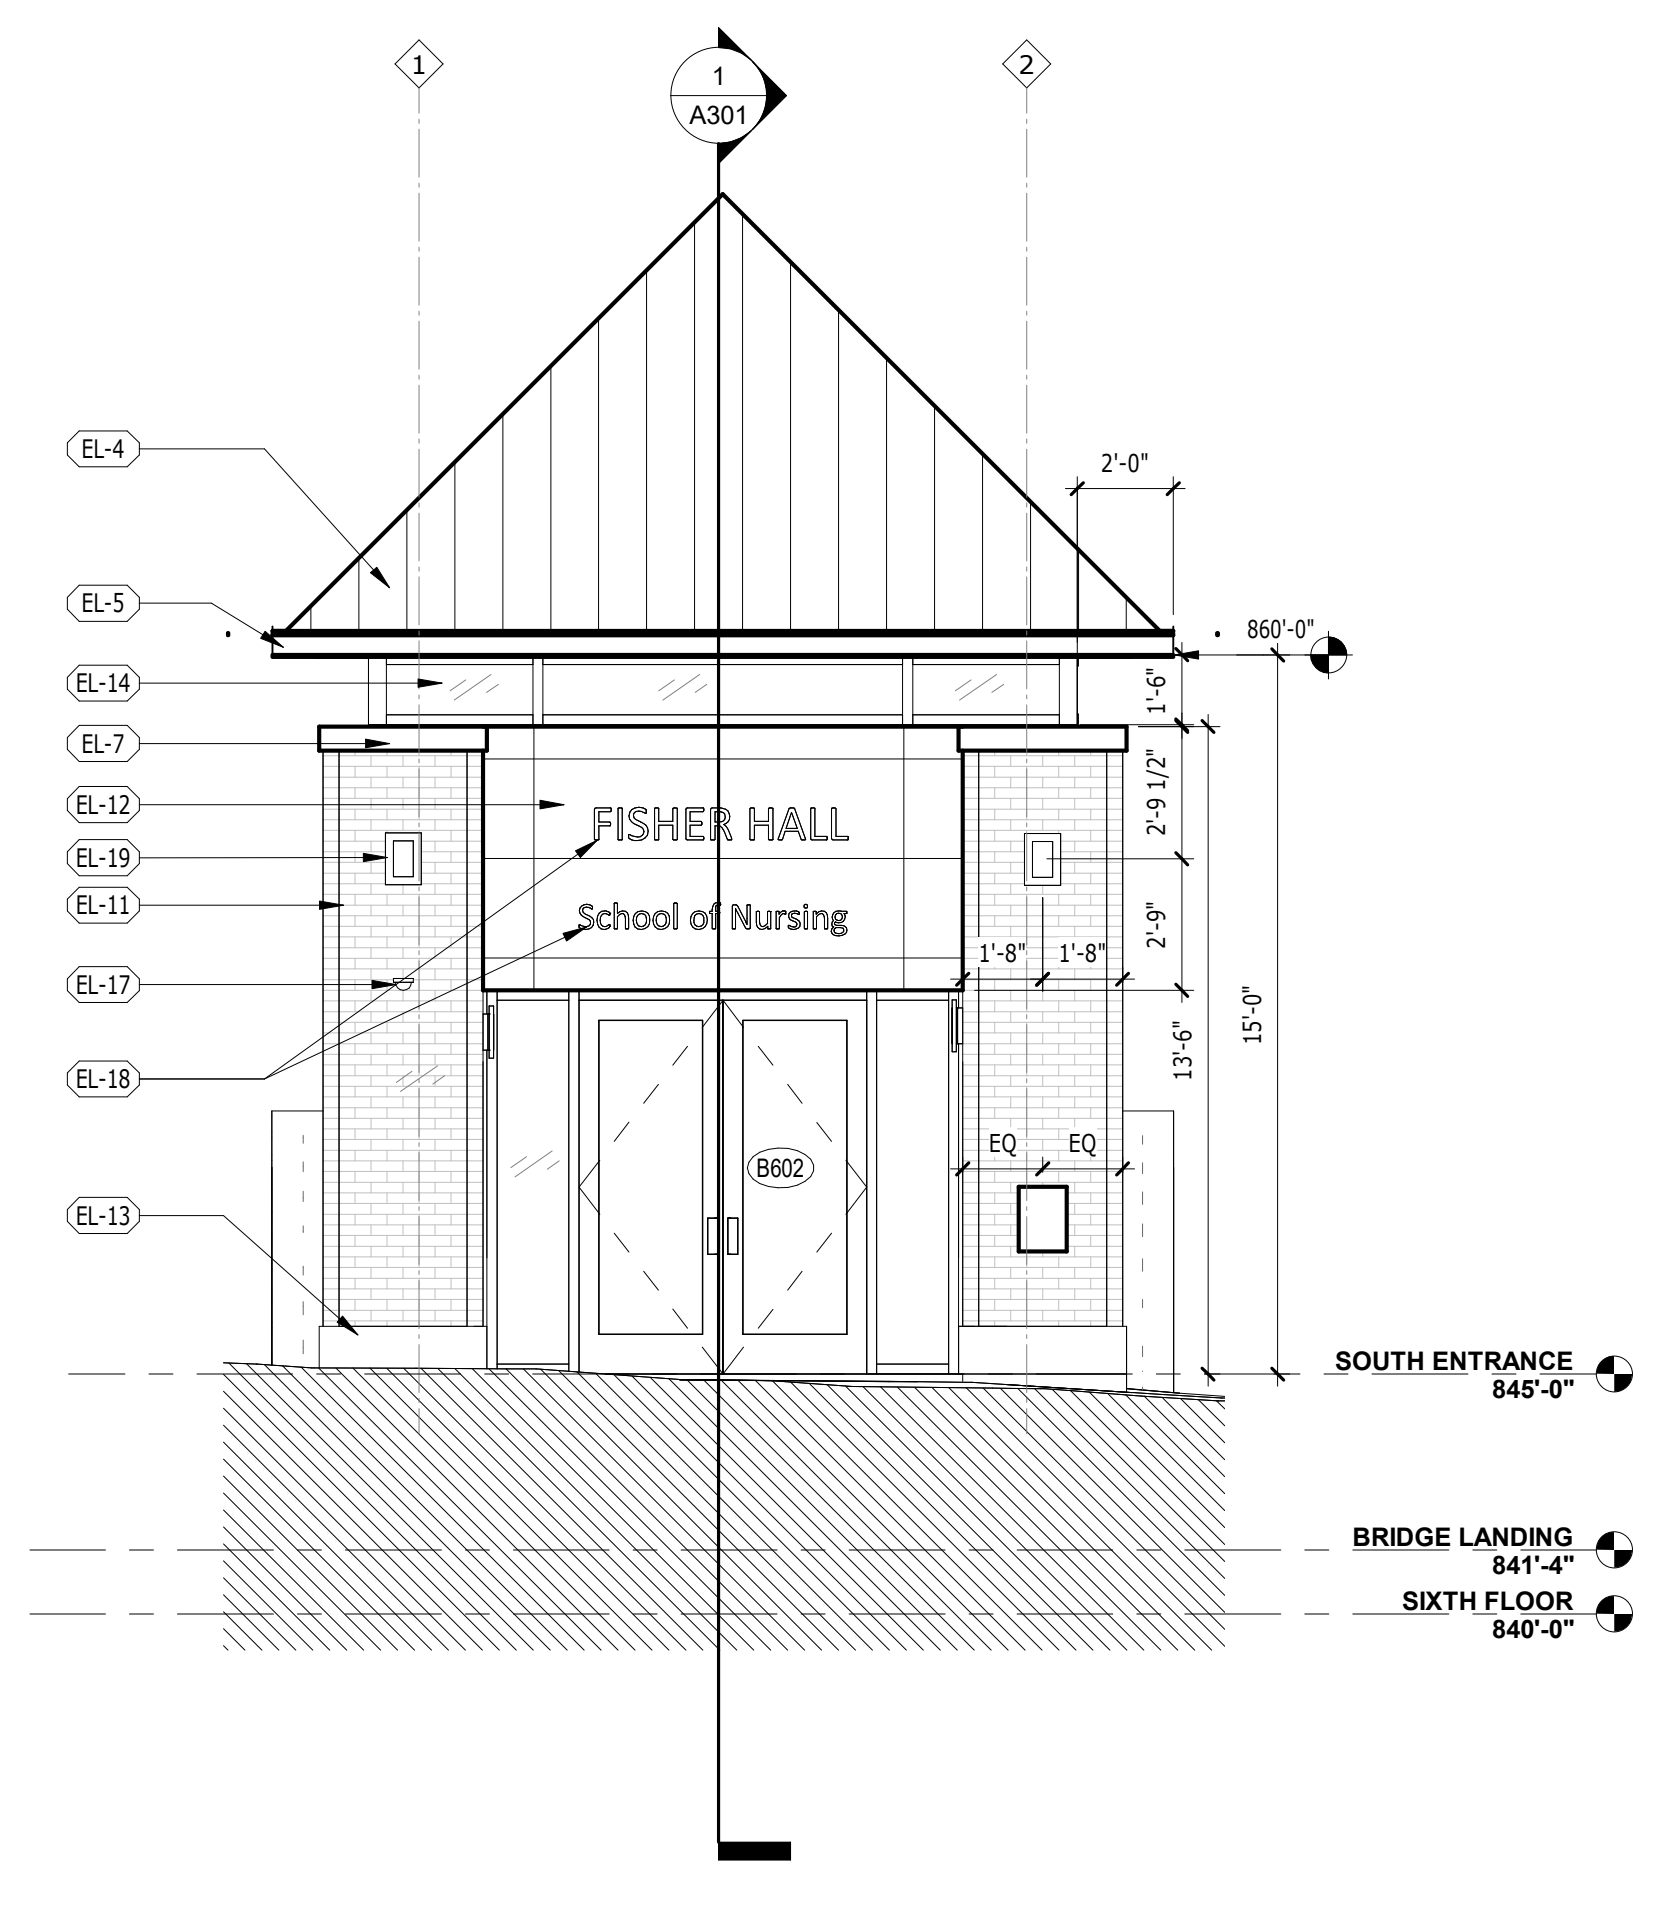 1
2
1
A301
EL-4
2'-0"
EL-5
860'-0"
EL-14
1'-6"
EL-7
2'-9 1/2"
EL-12
FISHER HALL
EL-19
EL-11
School of Nursing
2'-9"
1'-8"
1'-8"
EL-17
15'-0"
13'-6"
EL-18
EQ
EQ
B602
EL-13
SOUTH ENTRANCE
845'-0"
BRIDGE LANDING
841'-4"
SIXTH FLOOR
840'-0"